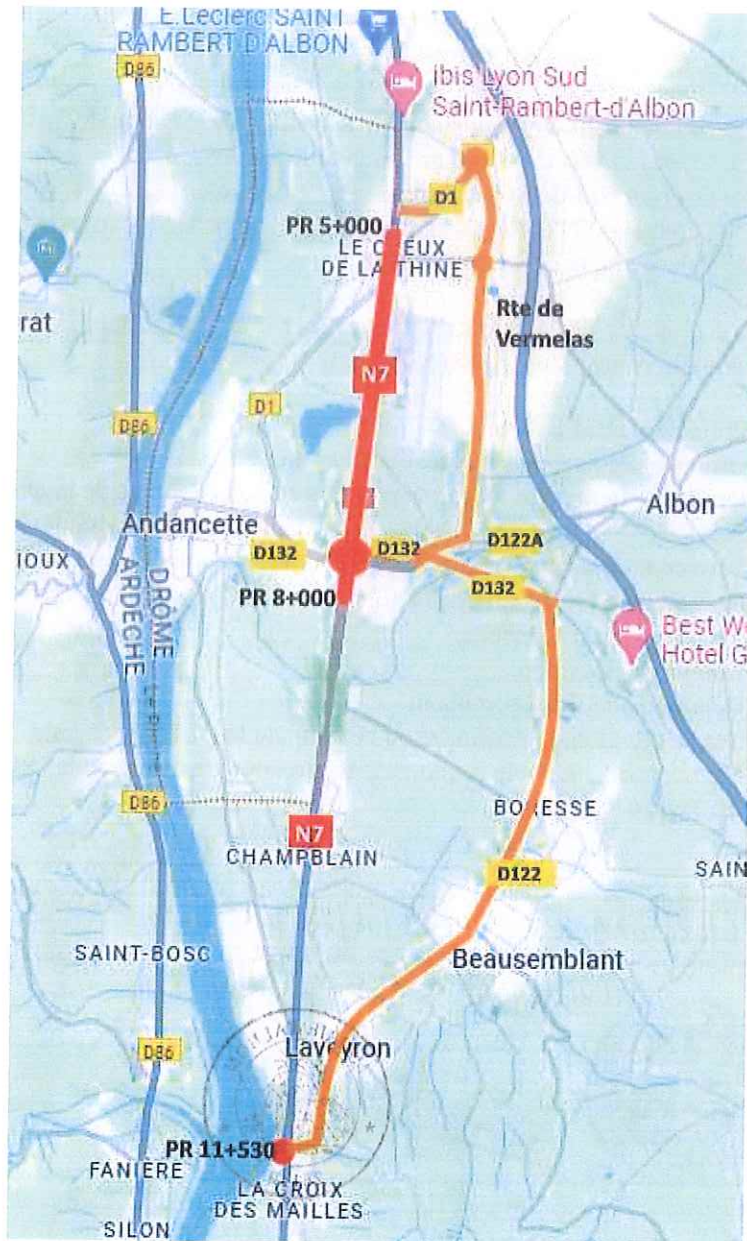 E.Leclerc SAINT
RAMBERT D'ALBON
D86
ibis Lyon Sud
Saint-Rambert-d'Albon
D1
PR 5+000
LE CREUX
DE LA THINE
Rte de
Vermelas
rat
N7
D1
D86
Albon
Andancette
D132
D132
D122A
IOUX
DRÔME
ARDÈCHE
D132
PR 8+000
Best We
Hotel G
D86
BORESSE
N7
CHAMPBLAIN
D122
SAIN
SAINT-BOSC
Beausemblant
D86
Laveyron
PR 11+530
FANIÈRE
LA CROIX
DES MAILLES
SILON